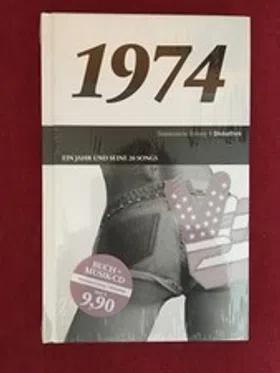 1974
Süddeutsche Zeitung | Diskothek
EIN JAHR UND SEINE 20 SONGS
BUCH +
MUSIK-CD
9,90